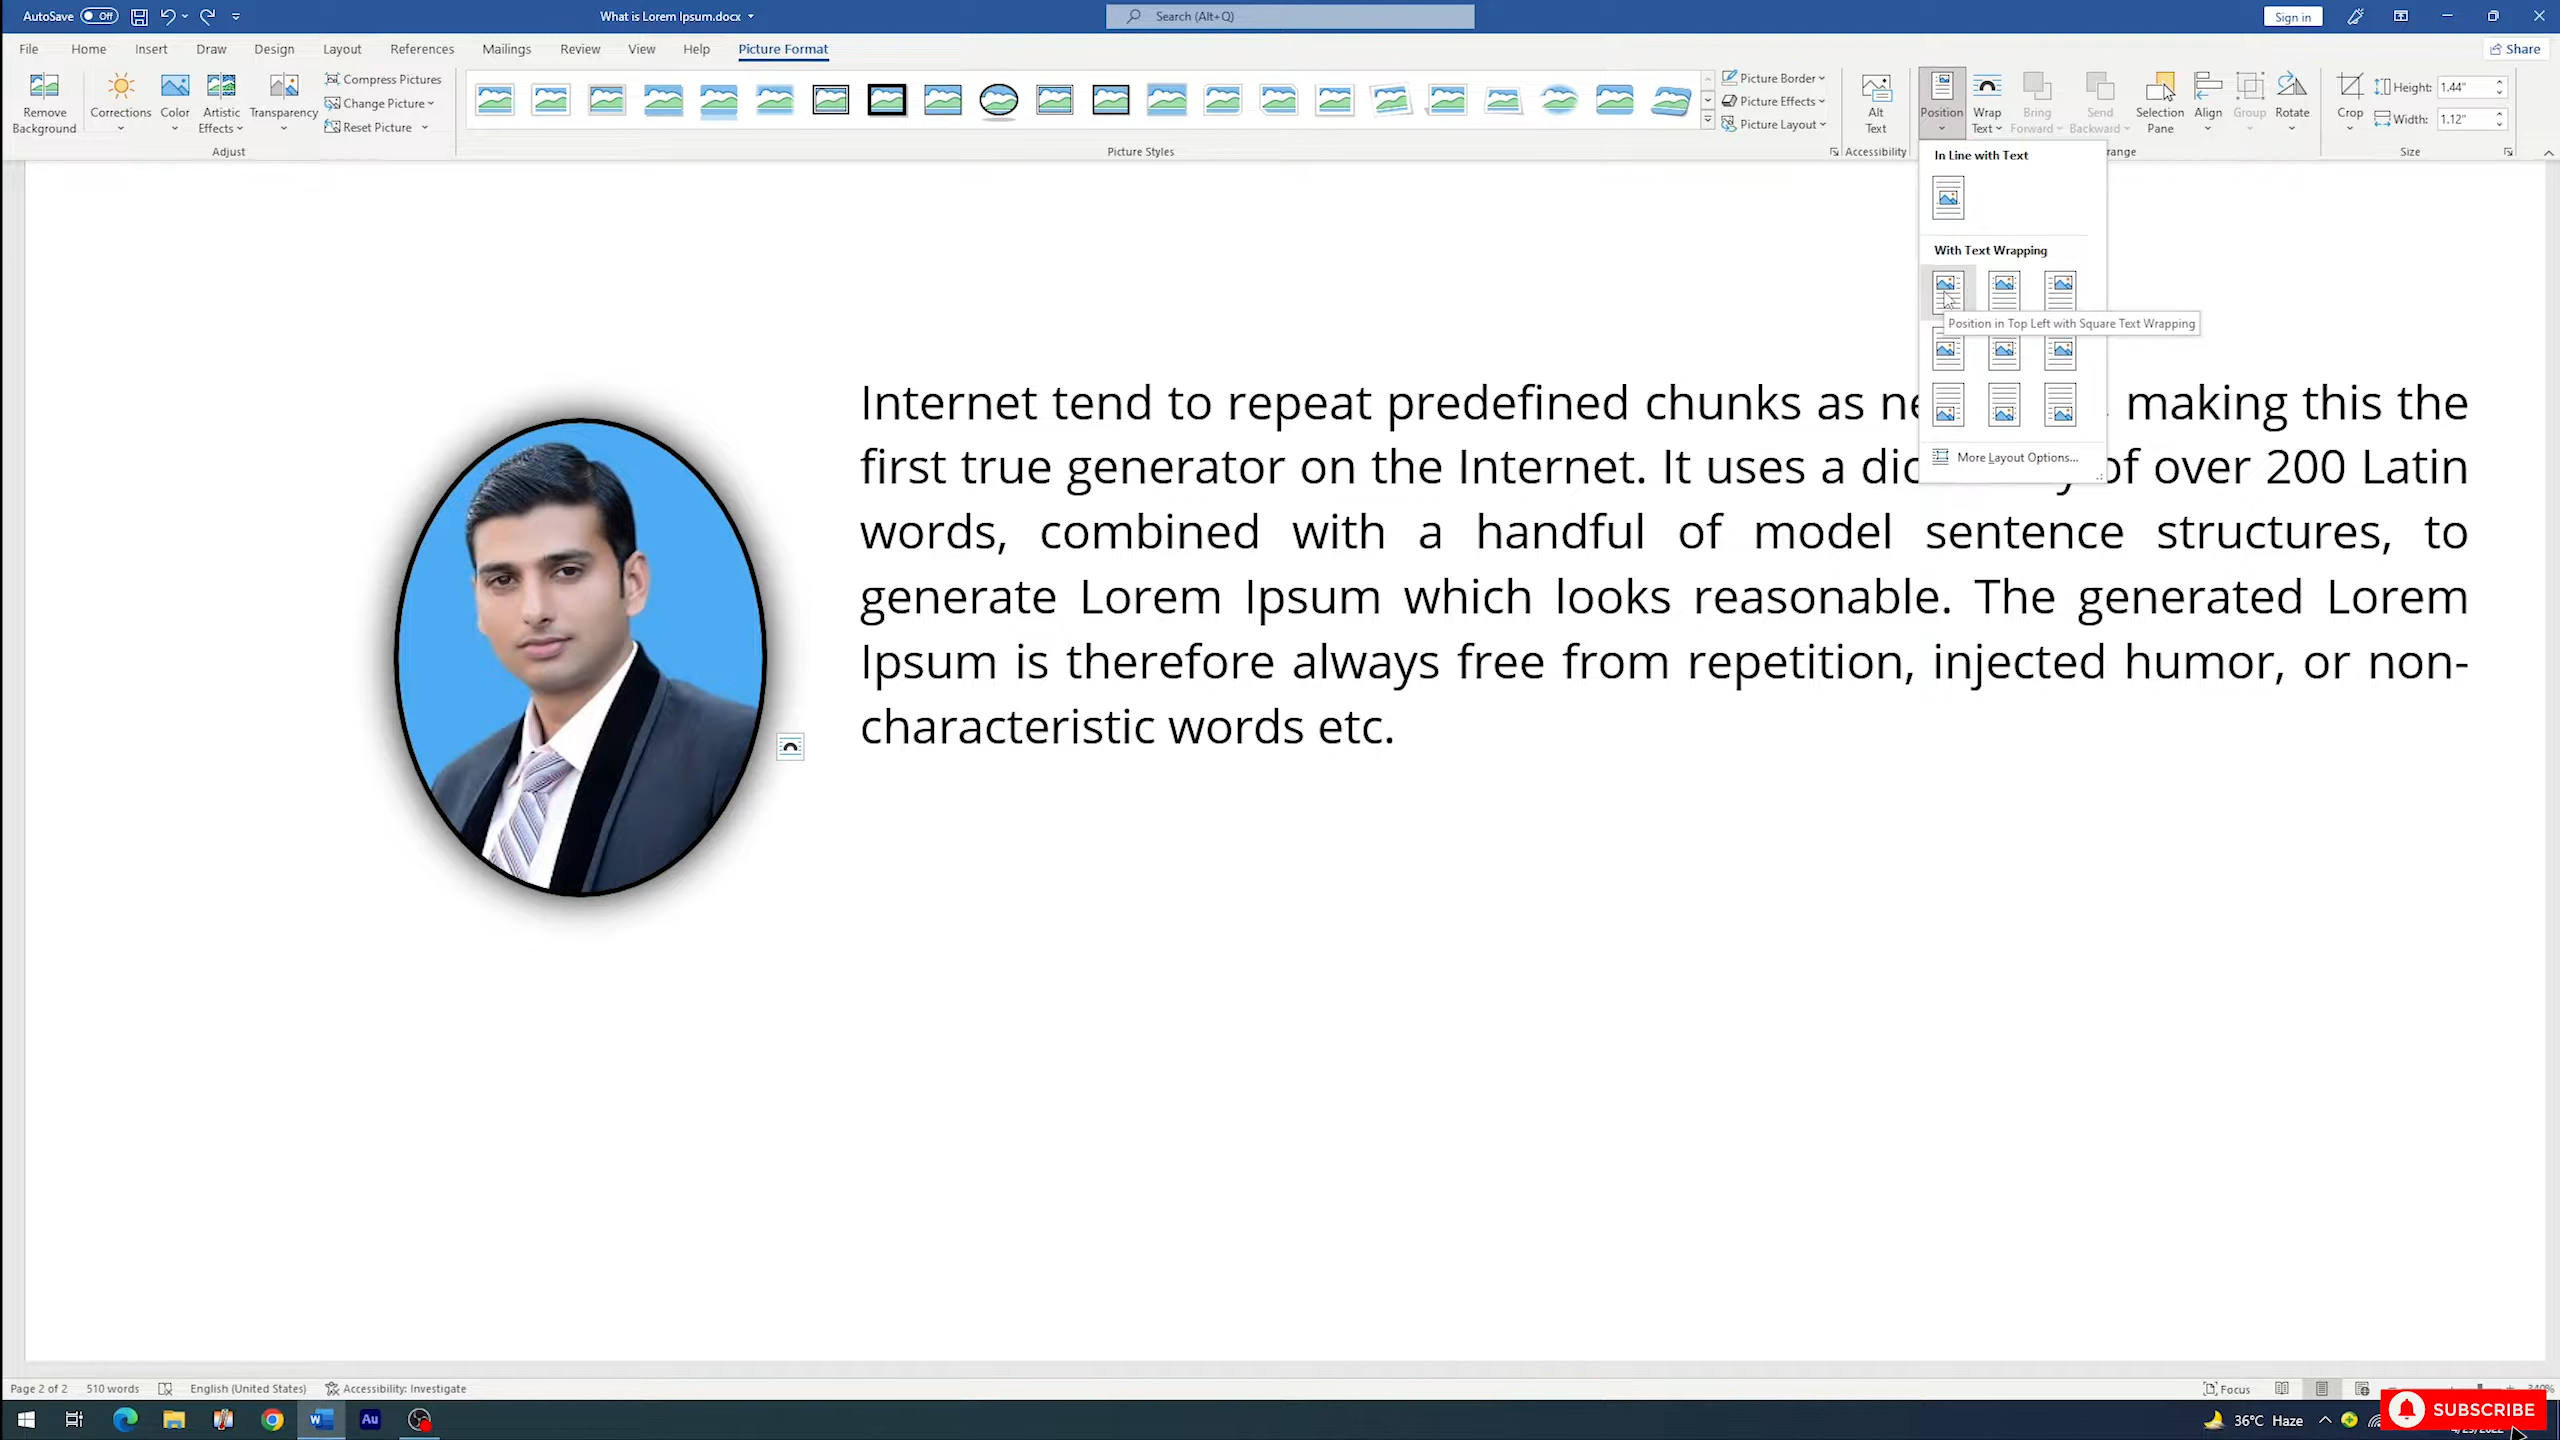 AutoSave Off What is Lorem Ipsum.docx Search (Alt+Q) Sign in
File Home Insert Draw Design Layout References Mailings Review View Help Picture Format Share
Remove Background
Corrections
Color
Artistic Effects
Transparency
Compress Pictures
Change Picture
Reset Picture
Adjust
Picture Styles
Picture Border
Picture Effects
Picture Layout
Alt Text
Accessibility
Position
Wrap Text
Bring Forward
Send Backward
Selection Pane
Align
Group
Rotate
Crop
Height: 1.44"
Width: 1.12"
Size
In Line with Text
With Text Wrapping
Position in Top Left with Square Text Wrapping
More Layout Options...
Internet tend to repeat predefined chunks as making this the
first true generator on the Internet. It uses a of over 200 Latin
words, combined with a handful of model sentence structures, to
generate Lorem Ipsum which looks reasonable. The generated Lorem
Ipsum is therefore always free from repetition, injected humor, or non-
characteristic words etc.
Page 2 of 2 510 words English (United States) Accessibility: Investigate Focus
Au 36°C Haze SUBSCRIBE